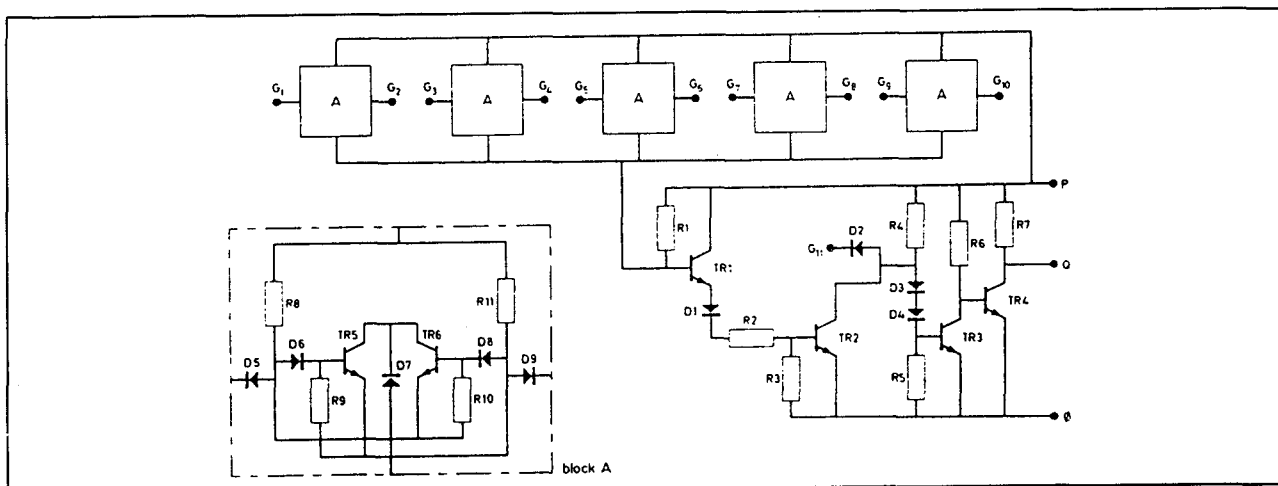 G1 A G2 G3 A G4 G5 A G6 G7 A G8 G9 A G10
P
R1 TR1 D1 R2 R3
G11 D2 TR2
R4 D3 D4 R5
R6 TR3 R7 TR4
Q
Ø
R8 R11
TR5 TR6
D5 D6 D7 D8 D9
R9 R10
block A